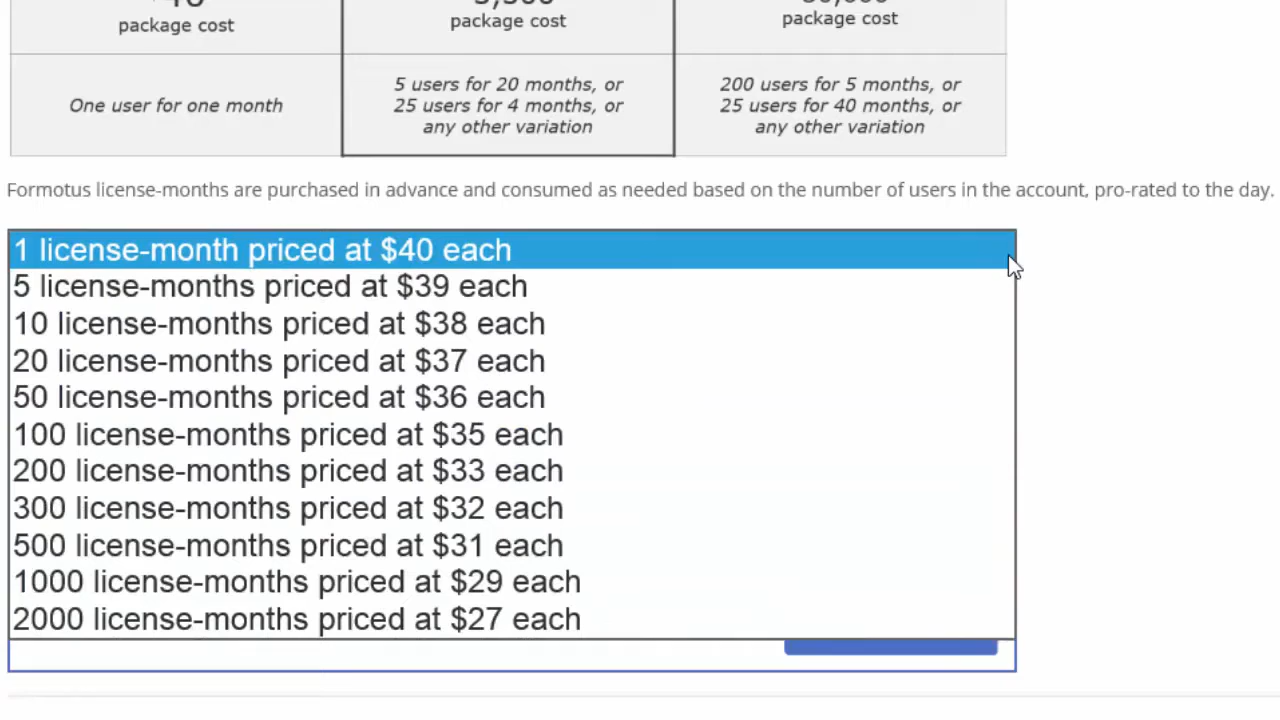 package cost
package cost
package cost
One user for one month
5 users for 20 months, or
25 users for 4 months, or
any other variation
200 users for 5 months, or
25 users for 40 months, or
any other variation
Formotus license-months are purchased in advance and consumed as needed based on the number of users in the account, pro-rated to the day.
1 license-month priced at $40 each
5 license-months priced at $39 each
10 license-months priced at $38 each
20 license-months priced at $37 each
50 license-months priced at $36 each
100 license-months priced at $35 each
200 license-months priced at $33 each
300 license-months priced at $32 each
500 license-months priced at $31 each
1000 license-months priced at $29 each
2000 license-months priced at $27 each